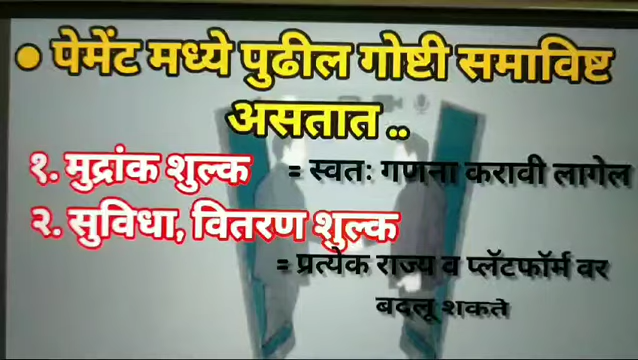 ● पेमेंट मध्ये पुढील गोष्टी समाविष्ट
असतात ..
१. मुद्रांक शुल्क = स्वतः गणना करावी लागेल
२. सुविधा, वितरण शुल्क
= प्रत्येक राज्य व प्लॅटफॉर्म वर
बदलू शकते